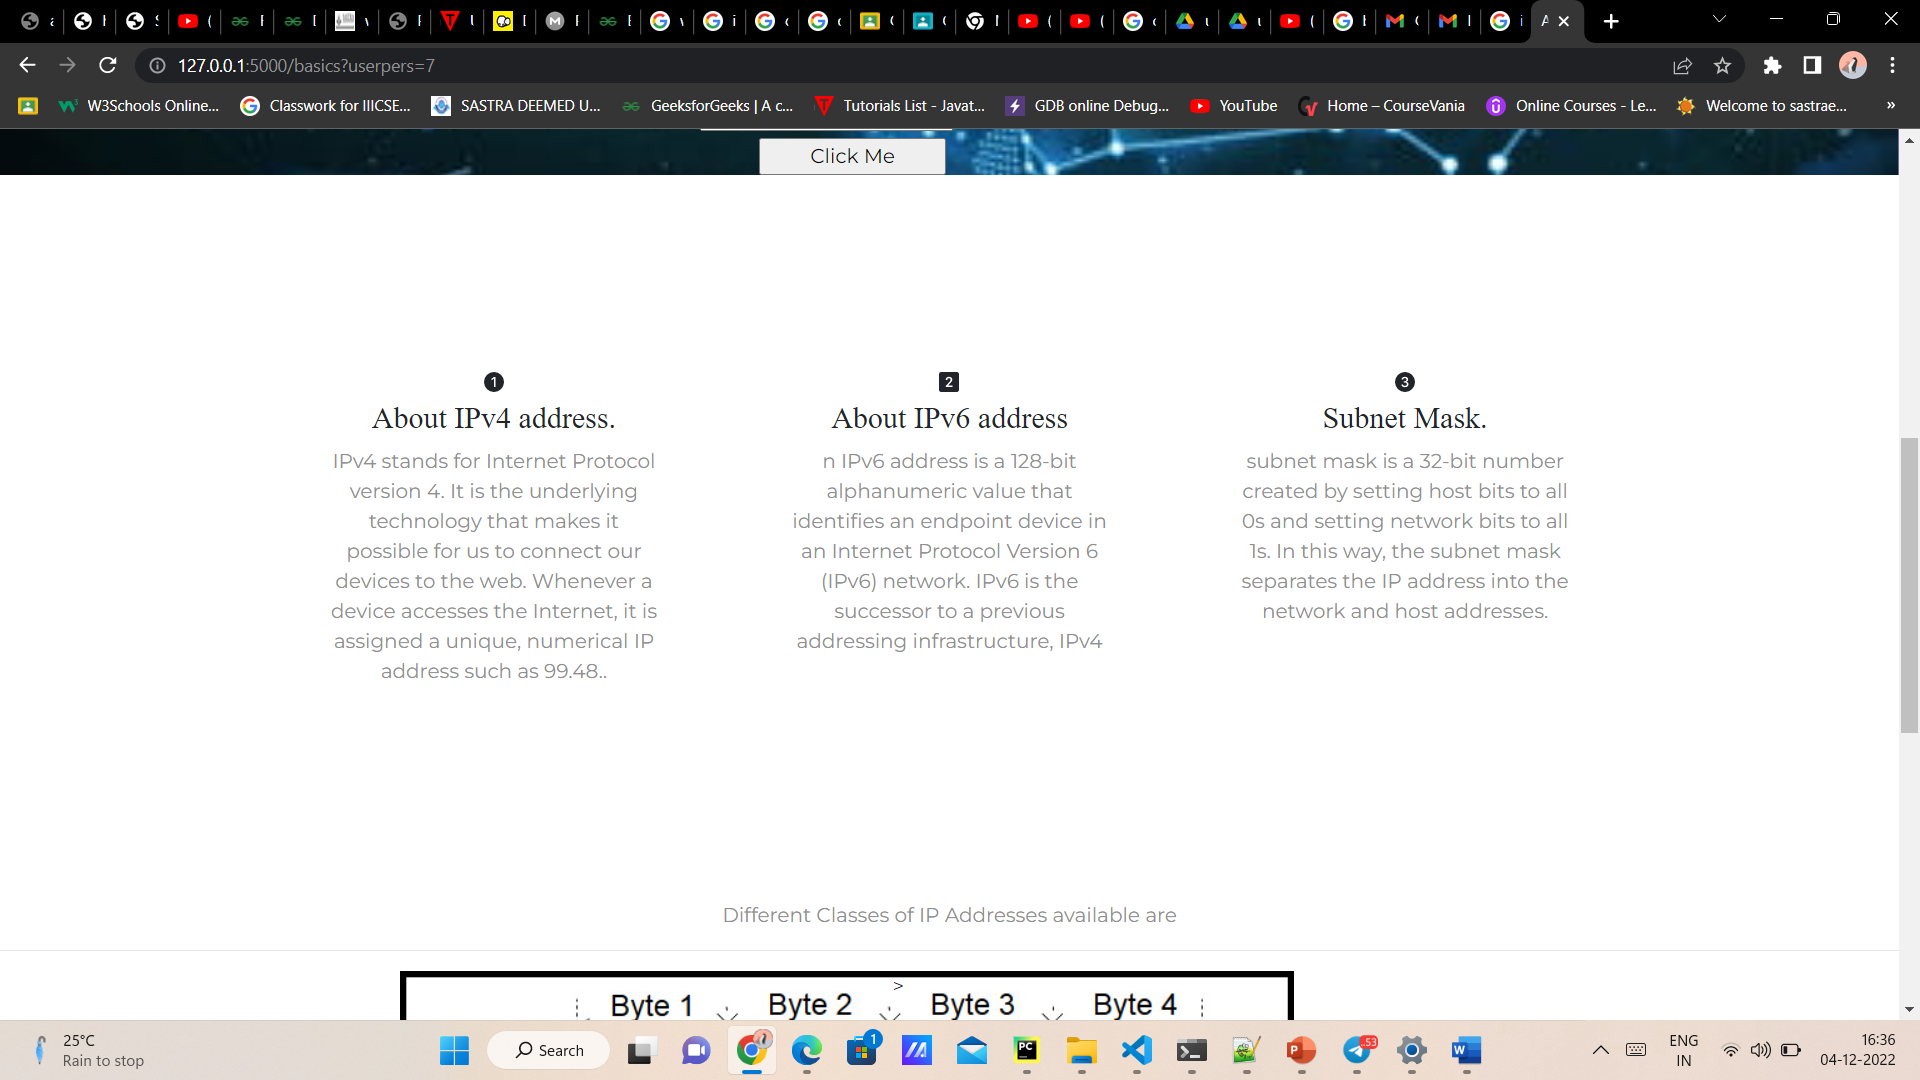 127.0.0.1:5000/basics?userpers=7
W3Schools Online... Classwork for IIICSE... SASTRA DEEMED U... GeeksforGeeks | A c... Tutorials List - Javat... GDB online Debug... YouTube Home – CourseVania Online Courses - Le... Welcome to sastrae... »
Click Me
1
About IPv4 address.
IPv4 stands for Internet Protocol
version 4. It is the underlying
technology that makes it
possible for us to connect our
devices to the web. Whenever a
device accesses the Internet, it is
assigned a unique, numerical IP
address such as 99.48..
2
About IPv6 address
n IPv6 address is a 128-bit
alphanumeric value that
identifies an endpoint device in
an Internet Protocol Version 6
(IPv6) network. IPv6 is the
successor to a previous
addressing infrastructure, IPv4
3
Subnet Mask.
subnet mask is a 32-bit number
created by setting host bits to all
0s and setting network bits to all
1s. In this way, the subnet mask
separates the IP address into the
network and host addresses.
Different Classes of IP Addresses available are
>
Byte 1 Byte 2 Byte 3 Byte 4
25°C
Rain to stop
Search
1
53
ENG
IN
16:36
04-12-2022